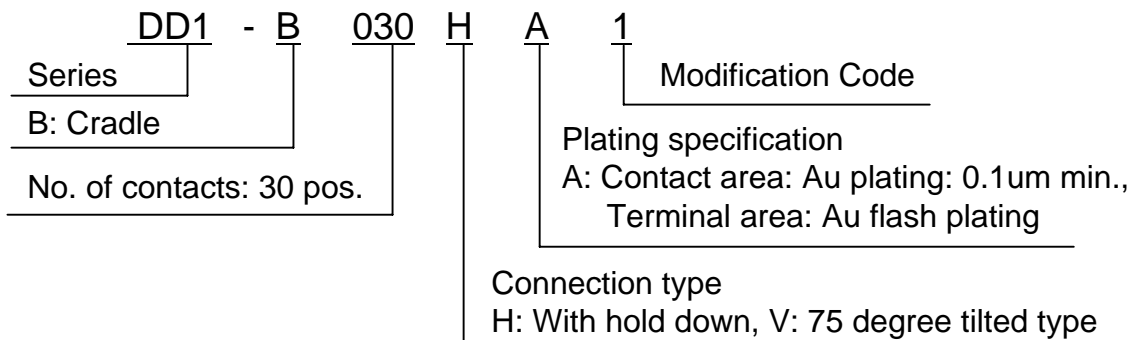 DD1 - B 030 H A 1
Series
Modification Code
B: Cradle
Plating specification
No. of contacts: 30 pos.
A: Contact area: Au plating: 0.1um min.,
Terminal area: Au flash plating
Connection type
H: With hold down, V: 75 degree tilted type